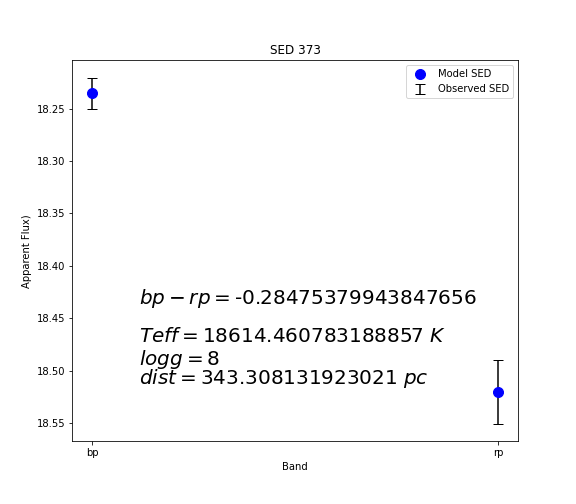 SED 373
Model SED
Observed SED
18.25
18.30
18.35
18.40
18.45
18.50
18.55
Apparent Flux)
bp − rp = -0.28475379943847656
Teff = 18614.460783188857 K
logg = 8
dist = 343.308131923021 pc
bp
rp
Band